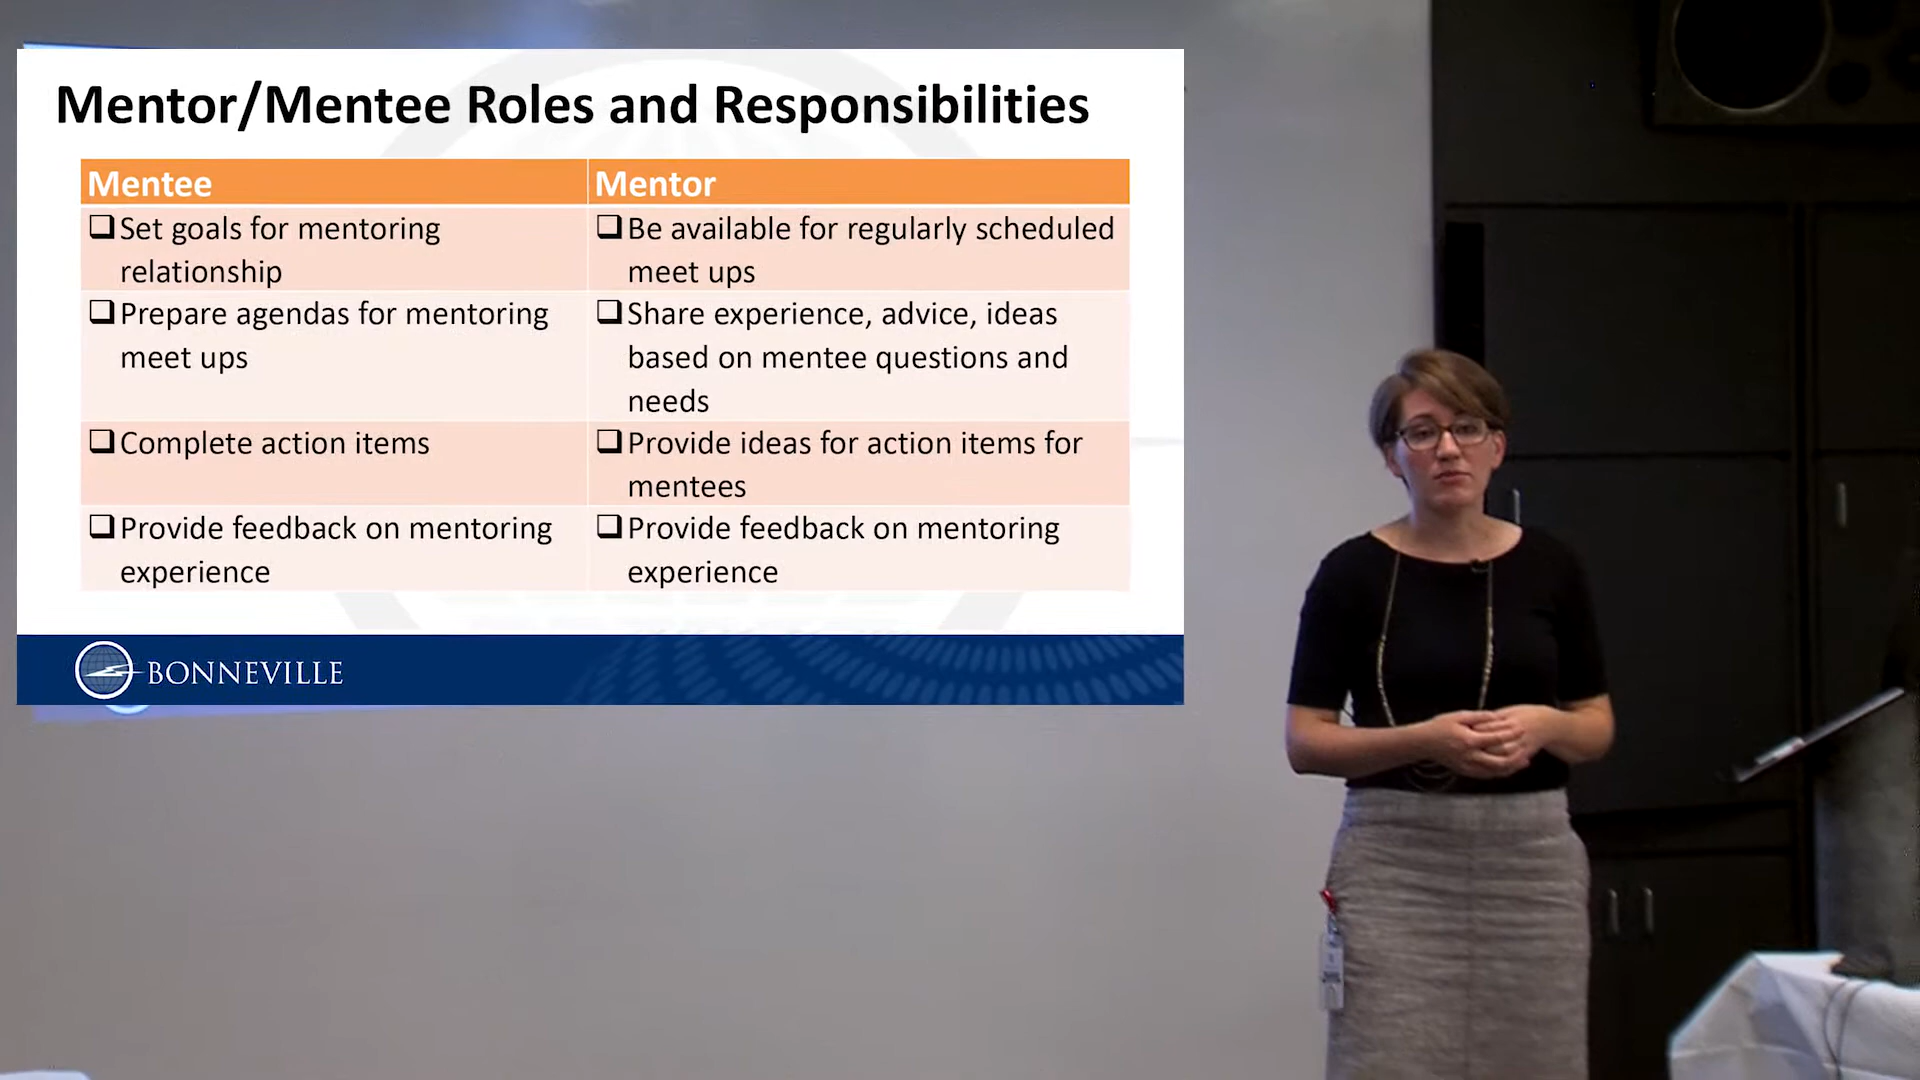 Mentor/Mentee Roles and Responsibilities
Mentee
Mentor
❑ Set goals for mentoring
relationship
❑ Be available for regularly scheduled
meet ups
❑ Prepare agendas for mentoring
meet ups
❑ Share experience, advice, ideas
based on mentee questions and
needs
❑ Complete action items
❑ Provide ideas for action items for
mentees
❑ Provide feedback on mentoring
experience
❑ Provide feedback on mentoring
experience
BONNEVILLE